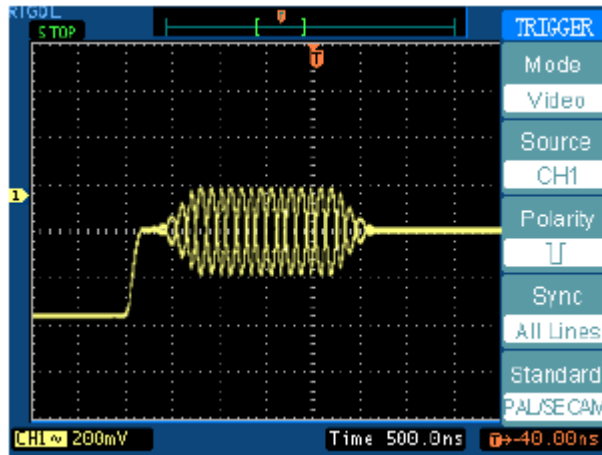 RIGOL
STOP
T
TRIGGER
Mode
Video
Source
CH1
Polarity
Sync
All Lines
Standard
PAL/SECAM
1
CH1~ 200mV
Time 500.0ns
T→-40.00ns